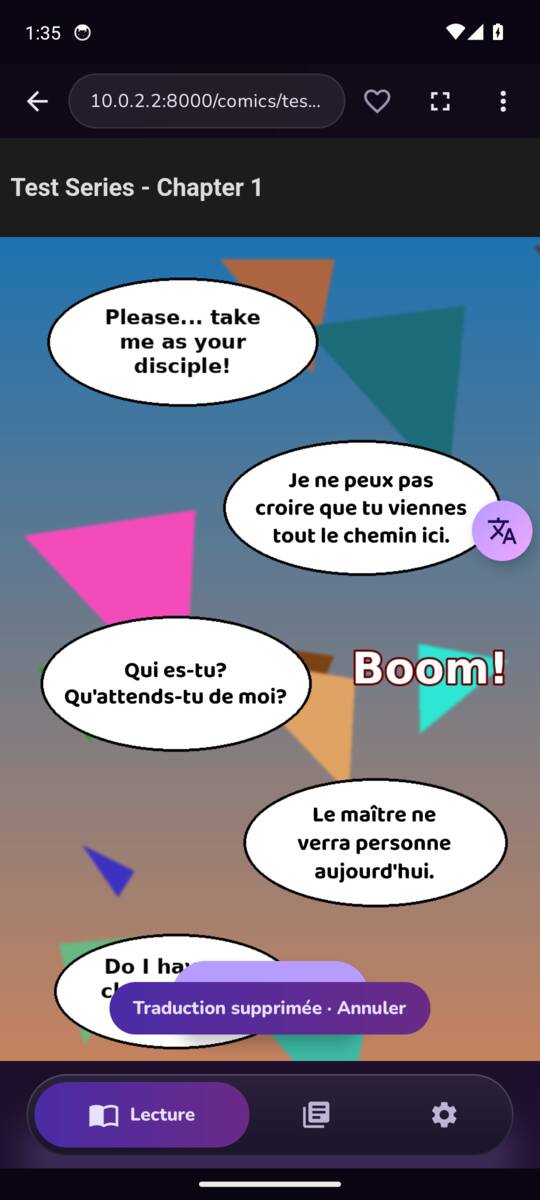 1:35
10.0.2.2:8000/comics/tes...
Test Series - Chapter 1
Please... take
me as your
disciple!
Je ne peux pas
croire que tu viennes
tout le chemin ici.
Qui es-tu?
Qu'attends-tu de moi?
Boom!
Le maître ne
verra personne
aujourd'hui.
Do I
Traduction supprimée · Annuler
Lecture